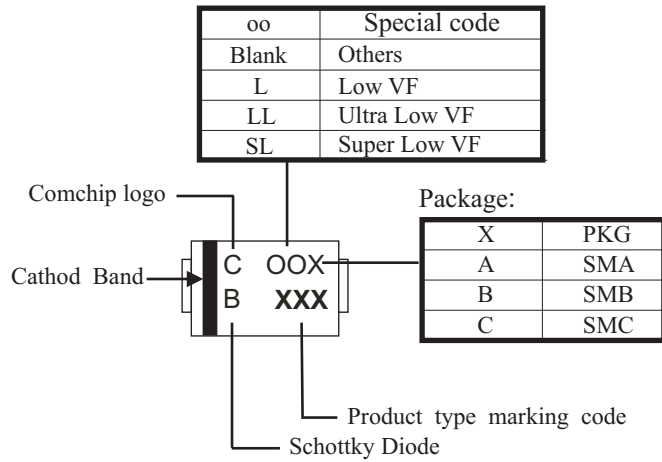 oo Special code
Blank Others
L Low VF
LL Ultra Low VF
SL Super Low VF
Comchip logo
Package:
X PKG
A SMA
B SMB
C SMC
Cathod Band
C OOX
B XXX
Product type marking code
Schottky Diode